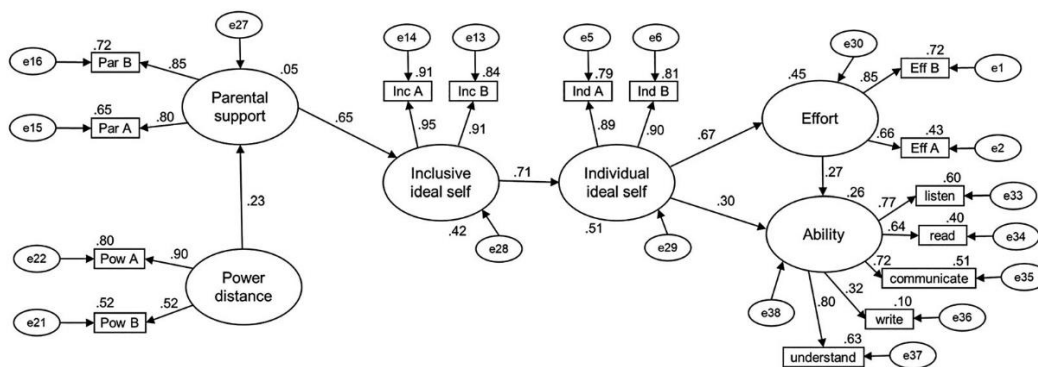 e27
e14
e13
e5
e6
e30
.72
.72
e16
Par B
.85
.05
.91
.84
.79
.81
.45
.85
Eff B
e1
Inc A
Inc B
Ind A
Ind B
Parental
support
.65
.80
e15
Par A
.65
.95
.91
.89
.90
.67
Effort
.66
.43
Eff A
e2
Inclusive
ideal self
.71
Individual
ideal self
.27
.26
.60
.77
listen
e33
.23
.30
Ability
.64
.40
read
e34
.42
e28
.51
e29
.72
.51
communicate
e35
.80
e22
Pow A
.90
Power
distance
.52
e21
Pow B
.52
e38
.80
.32
.10
write
e36
.63
understand
e37